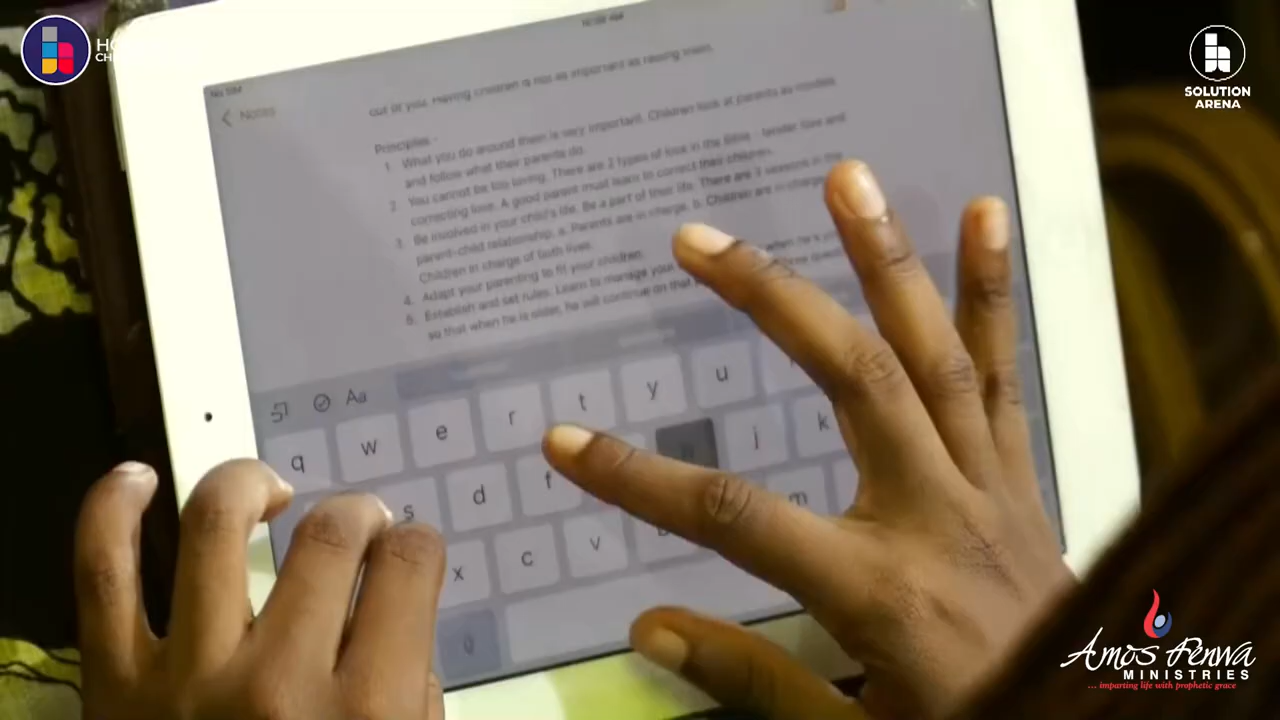 SOLUTION
ARENA
No SIM
Notes
out of you. Having children is not as important as raising them.
Principles -
1. What you do around them is very important. Children look at parents as models
and follow what their parents do.
2. You cannot be too loving. There are 2 types of love in the Bible - tender love and
correcting love. A good parent must learn to correct their children.
3. Be involved in your child's life. Be a part of their life. There are 3 seasons in the
parent-child relationship. a. Parents are in charge. b. Children are in charge
Children in charge of both lives.
4. Adapt your parenting to fit your children.
5. Establish and set rules. Learn to manage your when he's
so that when he is older, he will continue on that
Aa
q w e r t y u
s d f j k
x c v m
Amos Penwa
MINISTRIES
... imparting life with prophetic grace